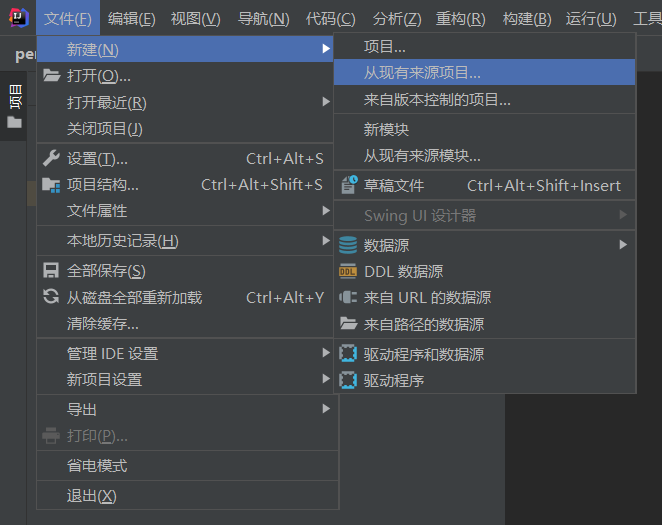 文件(F) 编辑(E) 视图(V) 导航(N) 代码(C) 分析(Z) 重构(R) 构建(B) 运行(U) 工具
per
项目
新建(N)
打开(O)...
打开最近(R)
关闭项目(J)
设置(T)... Ctrl+Alt+S
项目结构... Ctrl+Alt+Shift+S
文件属性
本地历史记录(H)
全部保存(S)
从磁盘全部重新加载 Ctrl+Alt+Y
清除缓存...
管理 IDE 设置
新项目设置
导出
打印(P)...
省电模式
退出(X)
项目...
从现有来源项目...
来自版本控制的项目...
新模块
从现有来源模块...
草稿文件 Ctrl+Alt+Shift+Insert
Swing UI 设计器
数据源
DDL 数据源
来自 URL 的数据源
来自路径的数据源
驱动程序和数据源
驱动程序